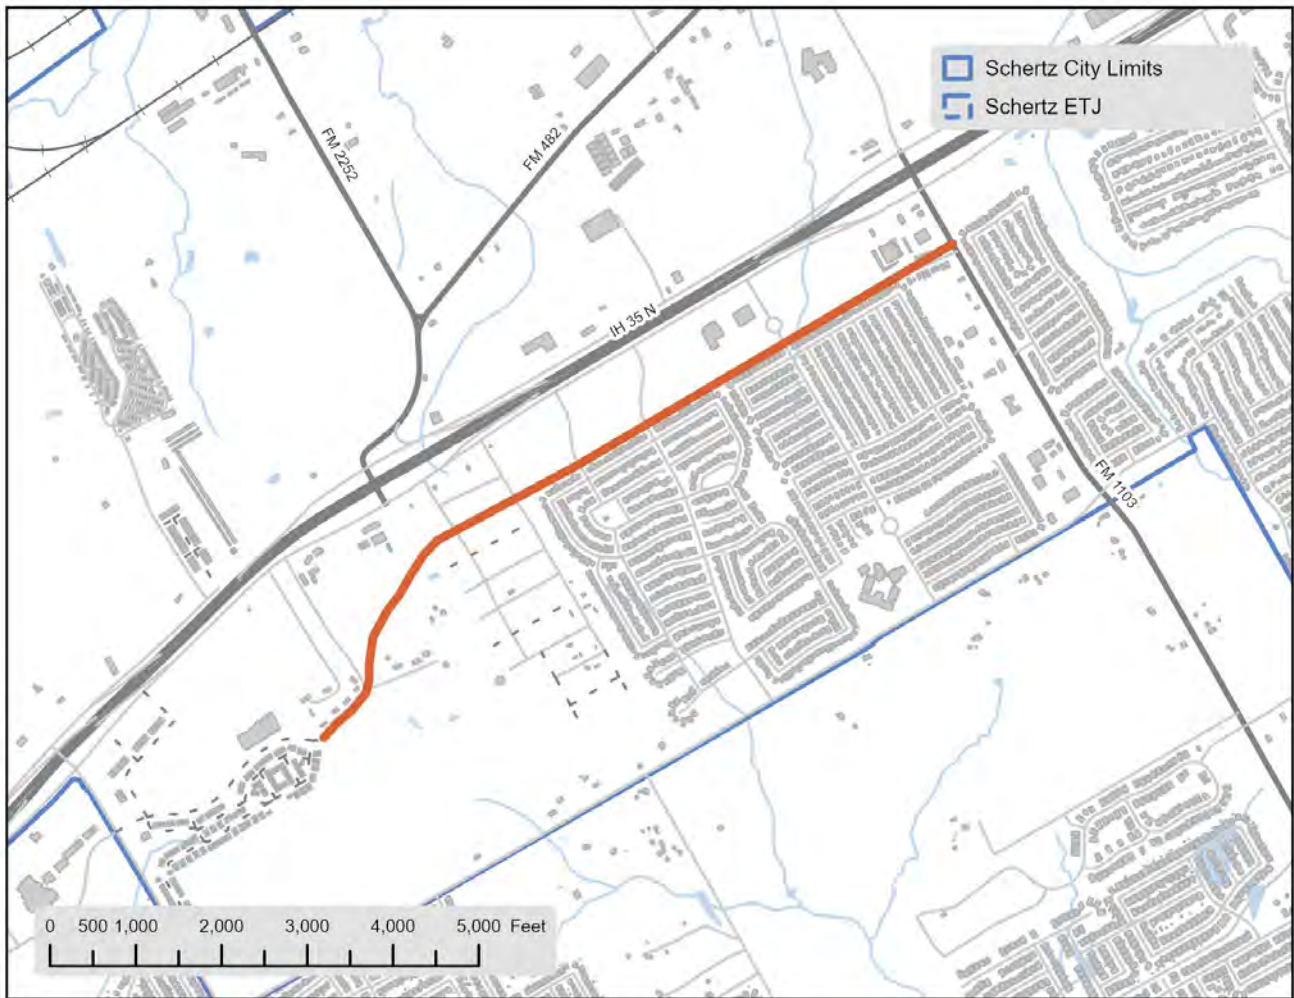 Schertz City Limits
Schertz ETJ
FM 2252
FM 482
IH 35 N
FM 1103
0 500 1,000 2,000 3,000 4,000 5,000 Feet